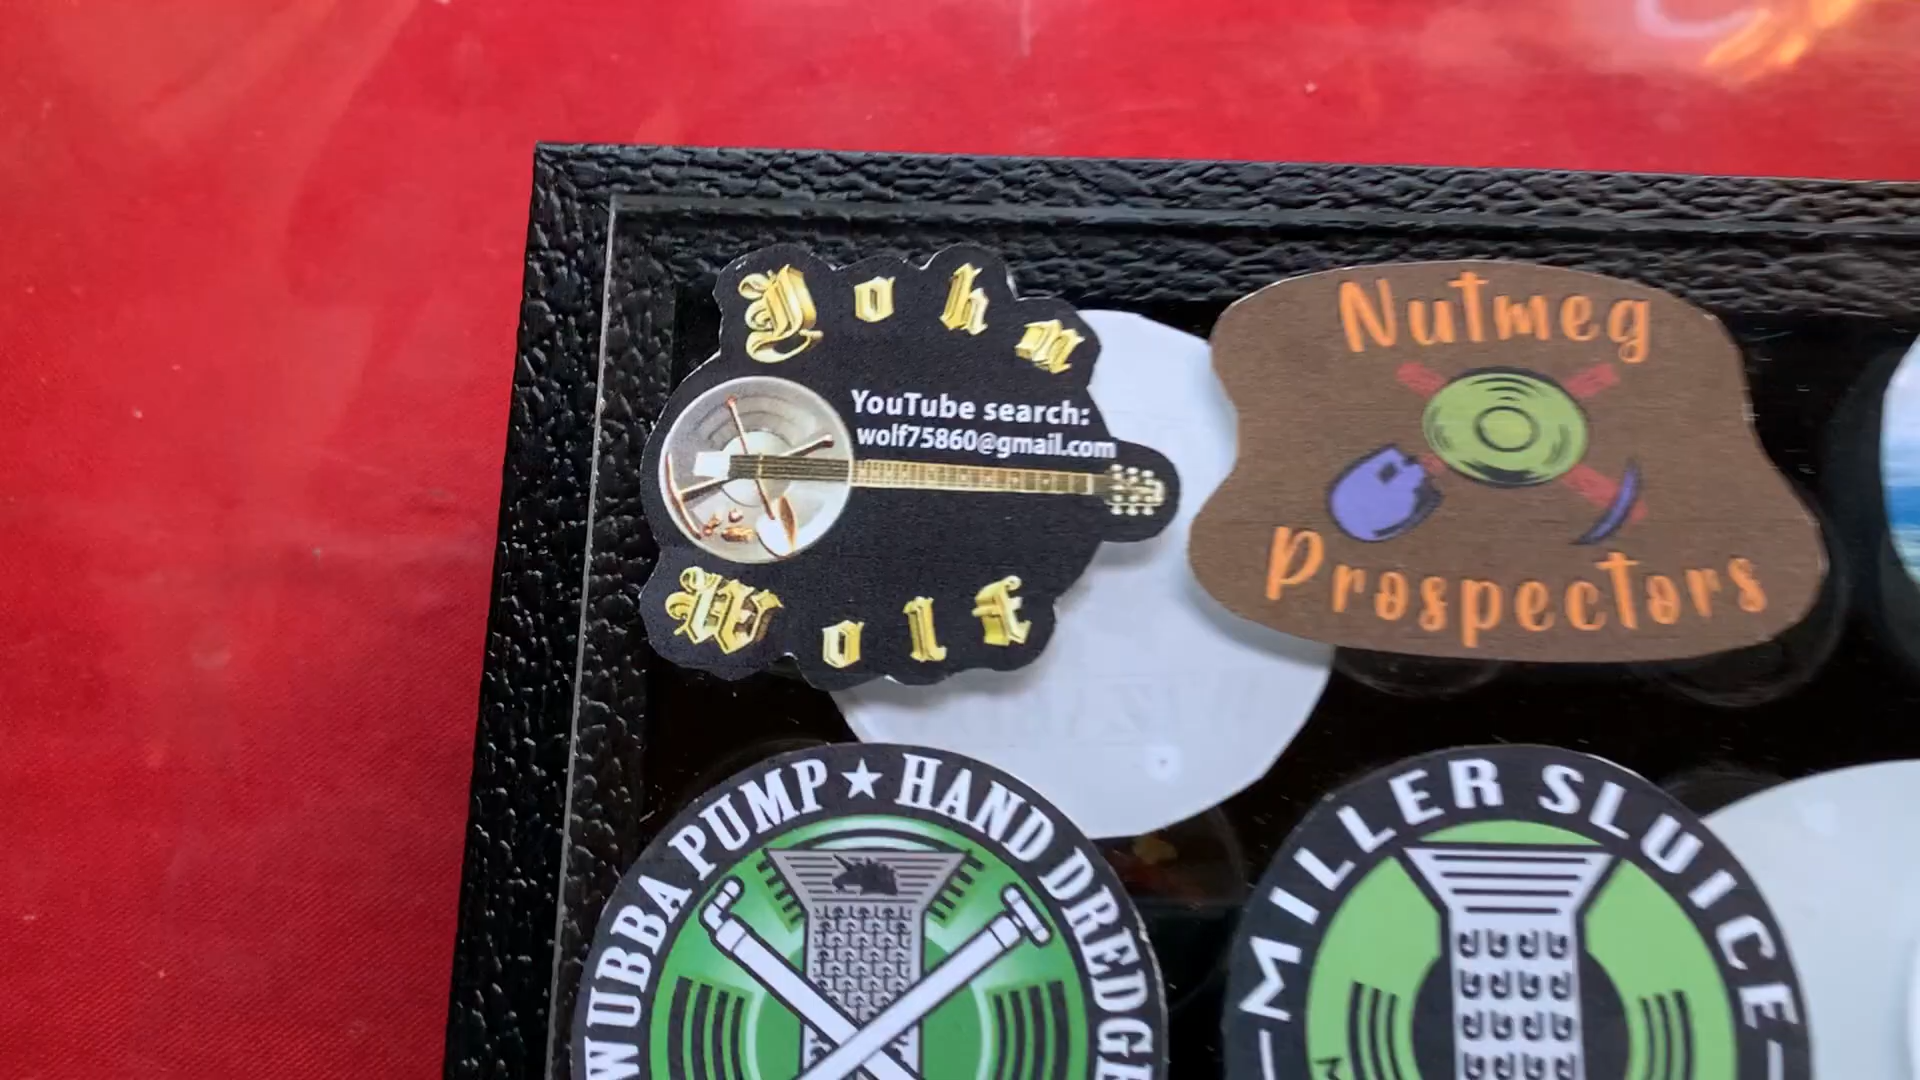 John
YouTube search:
wolf75860@gmail.com
Wolf
Nutmeg
Prospectors
WUBBA PUMP ★ HAND DREDGE
MILLER SLUICE